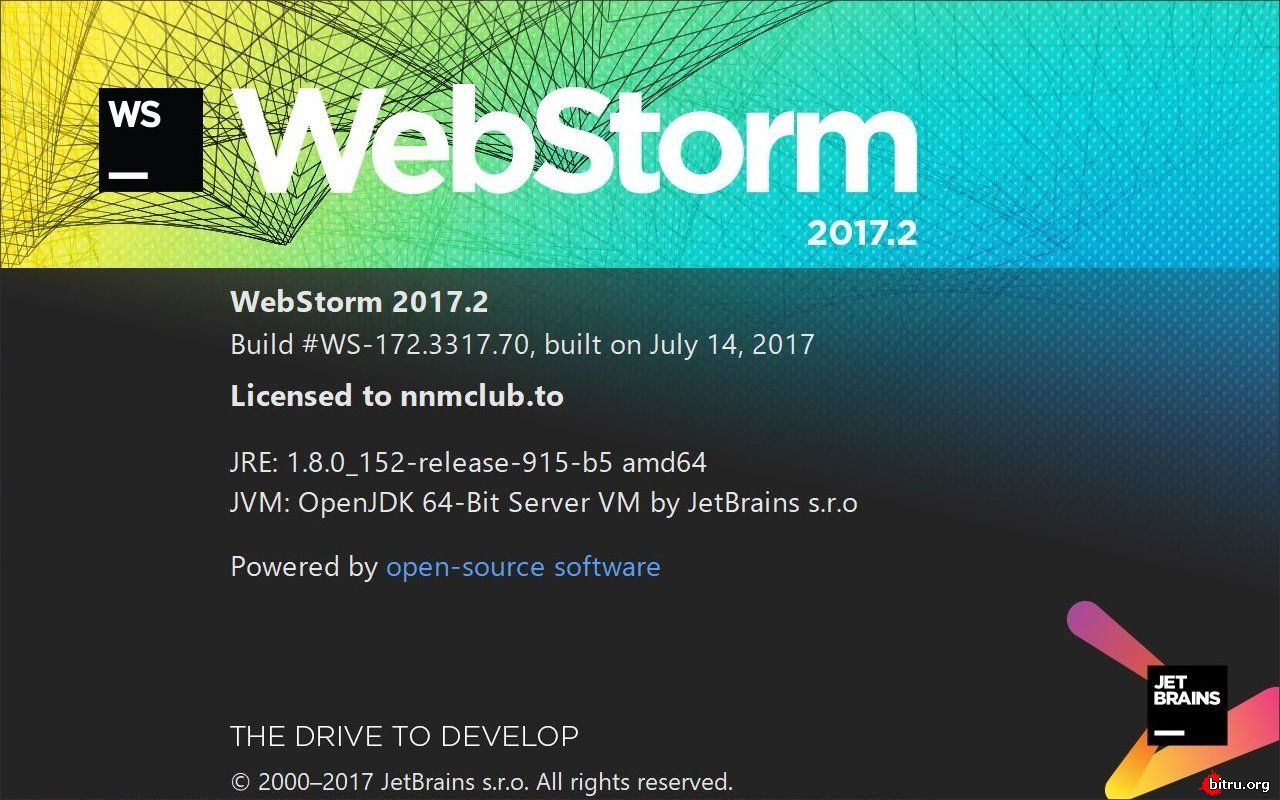 WS
WebStorm
2017.2
WebStorm 2017.2
Build #WS-172.3317.70, built on July 14, 2017
Licensed to nnmclub.to
JRE: 1.8.0_152-release-915-b5 amd64
JVM: OpenJDK 64-Bit Server VM by JetBrains s.r.o
Powered by open-source software
JET
BRAINS
THE DRIVE TO DEVELOP
© 2000–2017 JetBrains s.r.o. All rights reserved.
bitru.org